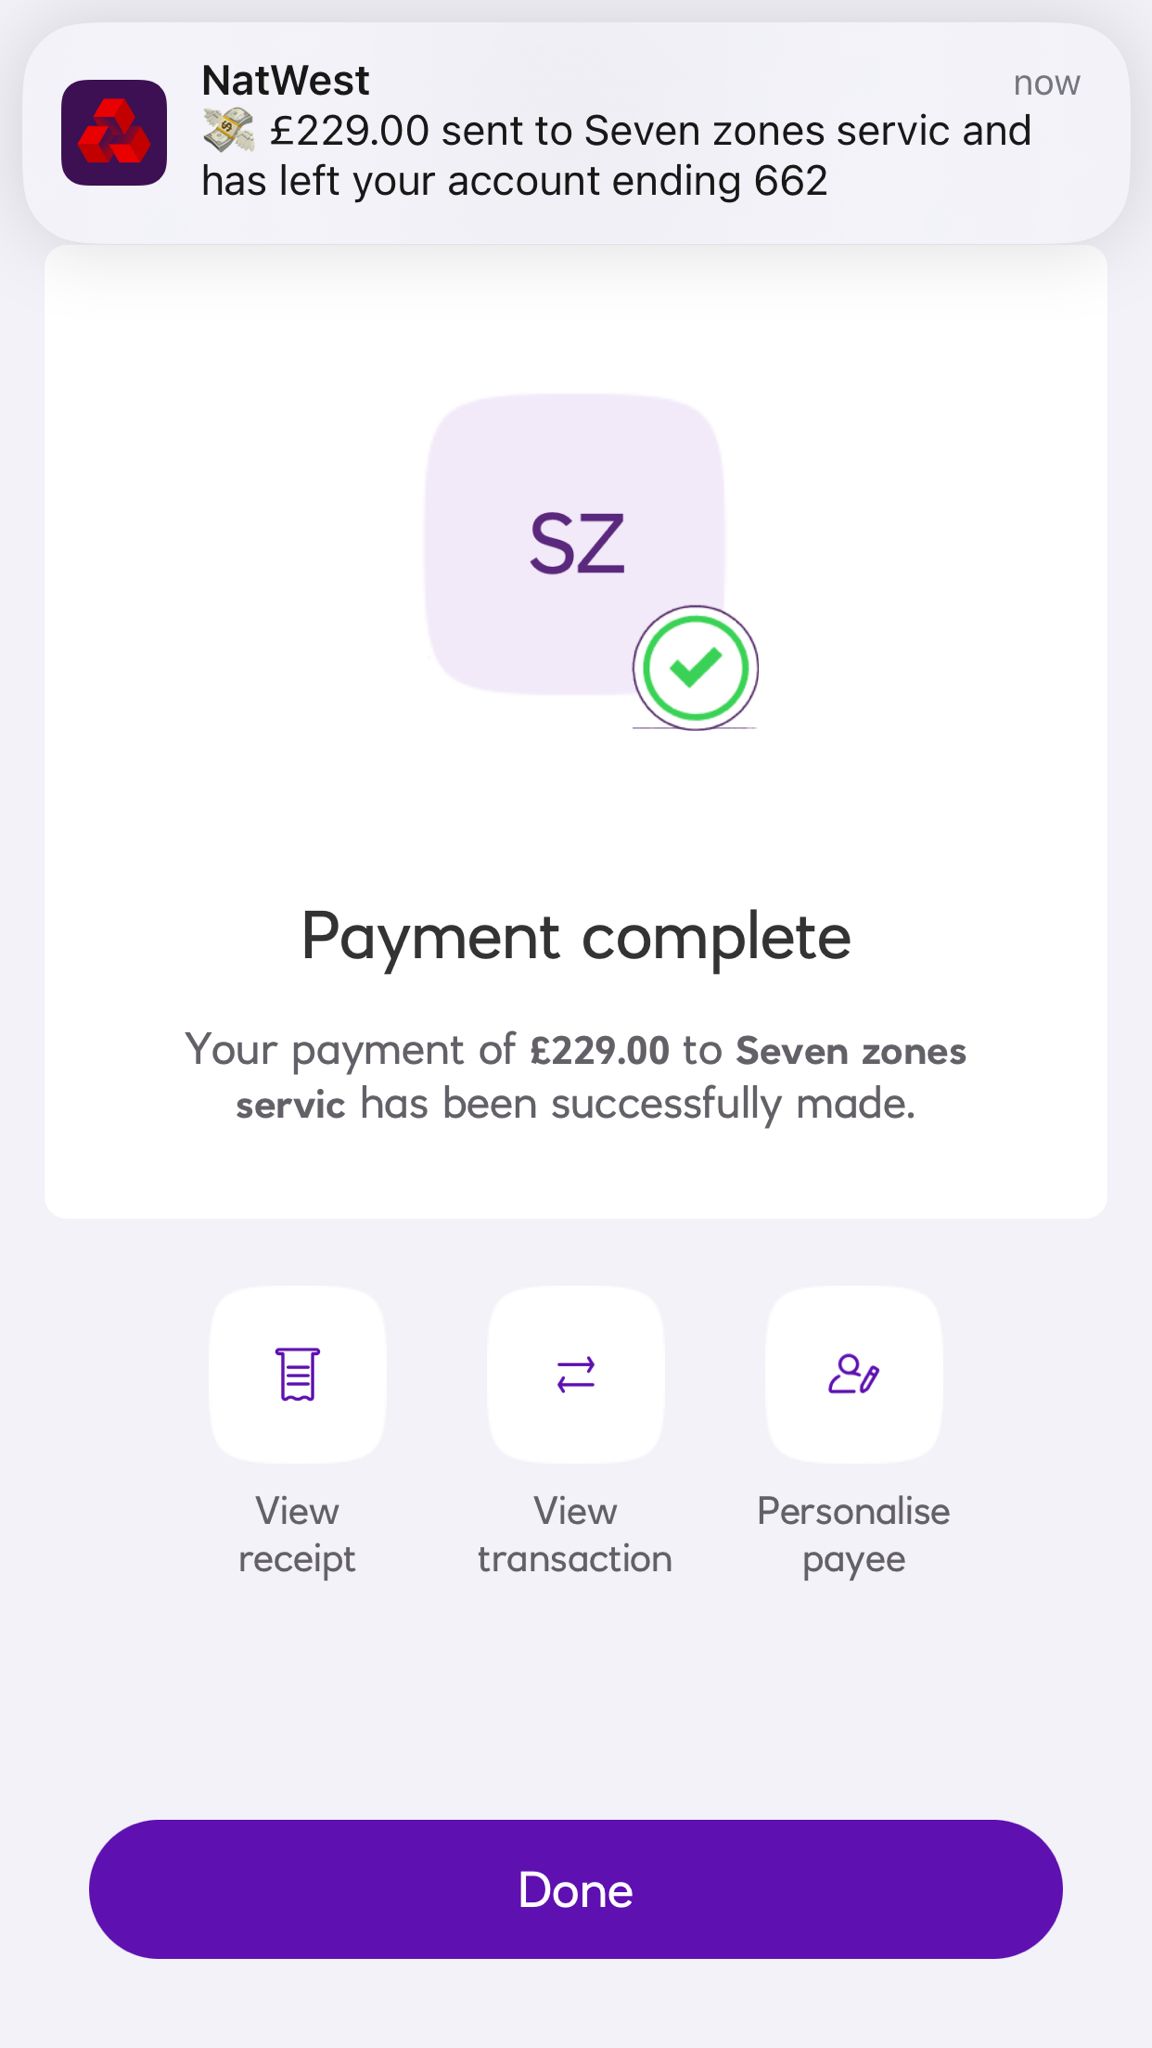 NatWest
now
💸 £229.00 sent to Seven zones servic and
has left your account ending 662
SZ
Payment complete
Your payment of £229.00 to Seven zones
servic has been successfully made.
View
receipt
View
transaction
Personalise
payee
Done